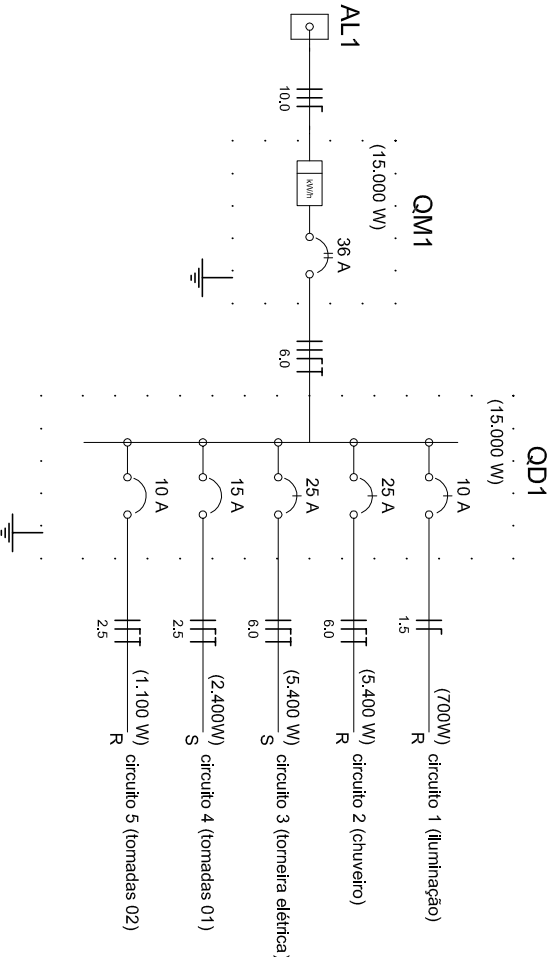 AL1
10.0
QM1
(15.000 W)
kW/h
36 A
6.0
QD1
(15.000 W)
10 A
1.5
(700W)
R
circuito 1 (iluminação)
25 A
6.0
(5.400 W)
R
circuito 2 (chuveiro)
25 A
6.0
(5.400 W)
S
circuito 3 (torneira elétrica)
15 A
2.5
(2.400W)
S
circuito 4 (tomadas 01)
10 A
2.5
(1.100 W)
R
circuito 5 (tomadas 02)